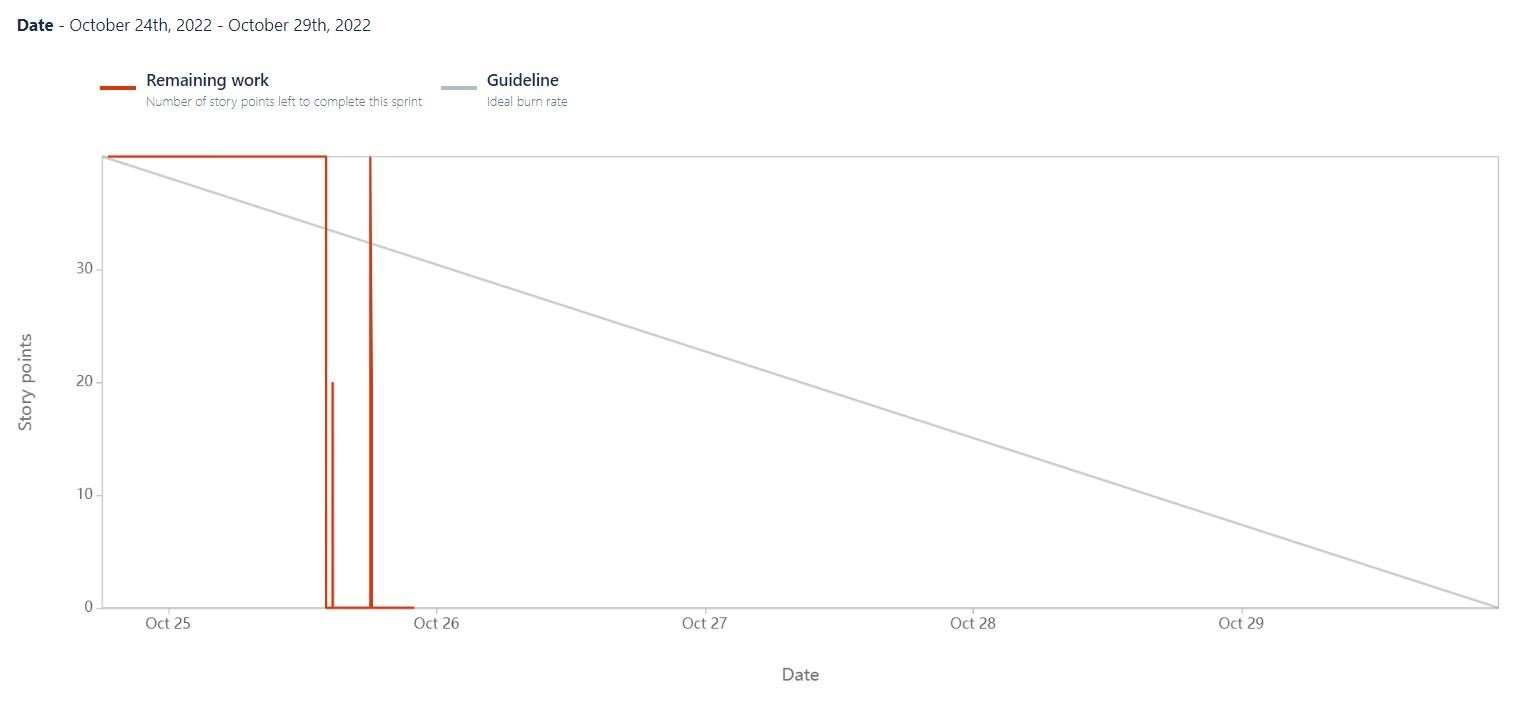 Date - October 24th, 2022 - October 29th, 2022
Remaining work
Number of story points left to complete this sprint
Guideline
Ideal burn rate
Story points
30
20
10
0
Oct 25
Oct 26
Oct 27
Oct 28
Oct 29
Date